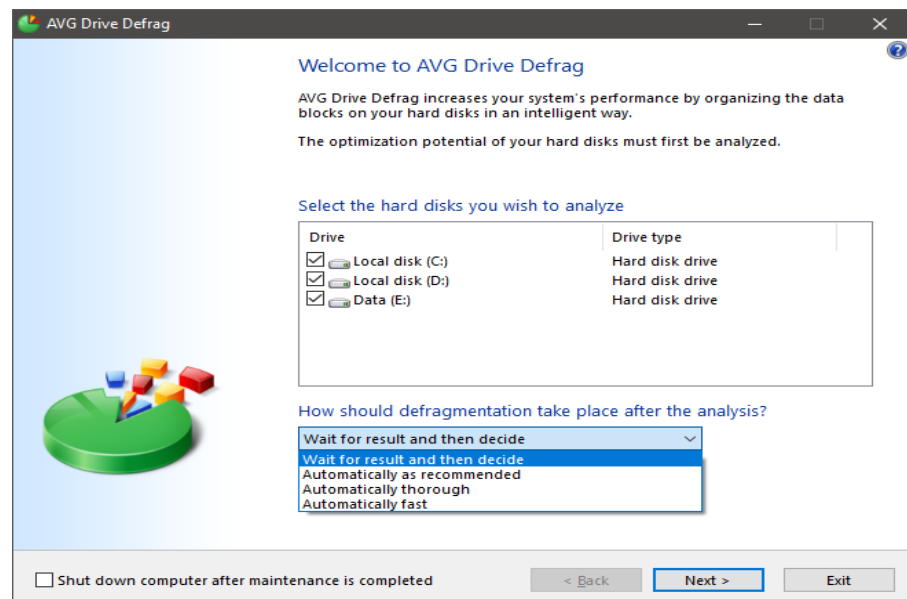 AVG Drive Defrag
Welcome to AVG Drive Defrag
AVG Drive Defrag increases your system's performance by organizing the data
blocks on your hard disks in an intelligent way.
The optimization potential of your hard disks must first be analyzed.
Select the hard disks you wish to analyze
Drive Drive type
Local disk (C:) Hard disk drive
Local disk (D:) Hard disk drive
Data (E:) Hard disk drive
How should defragmentation take place after the analysis?
Wait for result and then decide
Wait for result and then decide
Automatically as recommended
Automatically thorough
Automatically fast
Shut down computer after maintenance is completed < Back Next > Exit